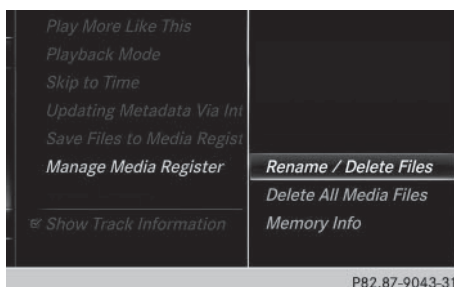 Play More Like This
Playback Mode
Skip to Time
Updating Metadata Via Int
Save Files to Media Regist
Manage Media Register
Rename / Delete Files
Delete All Media Files
Show Track Information
Memory Info
P82.87-9043-31